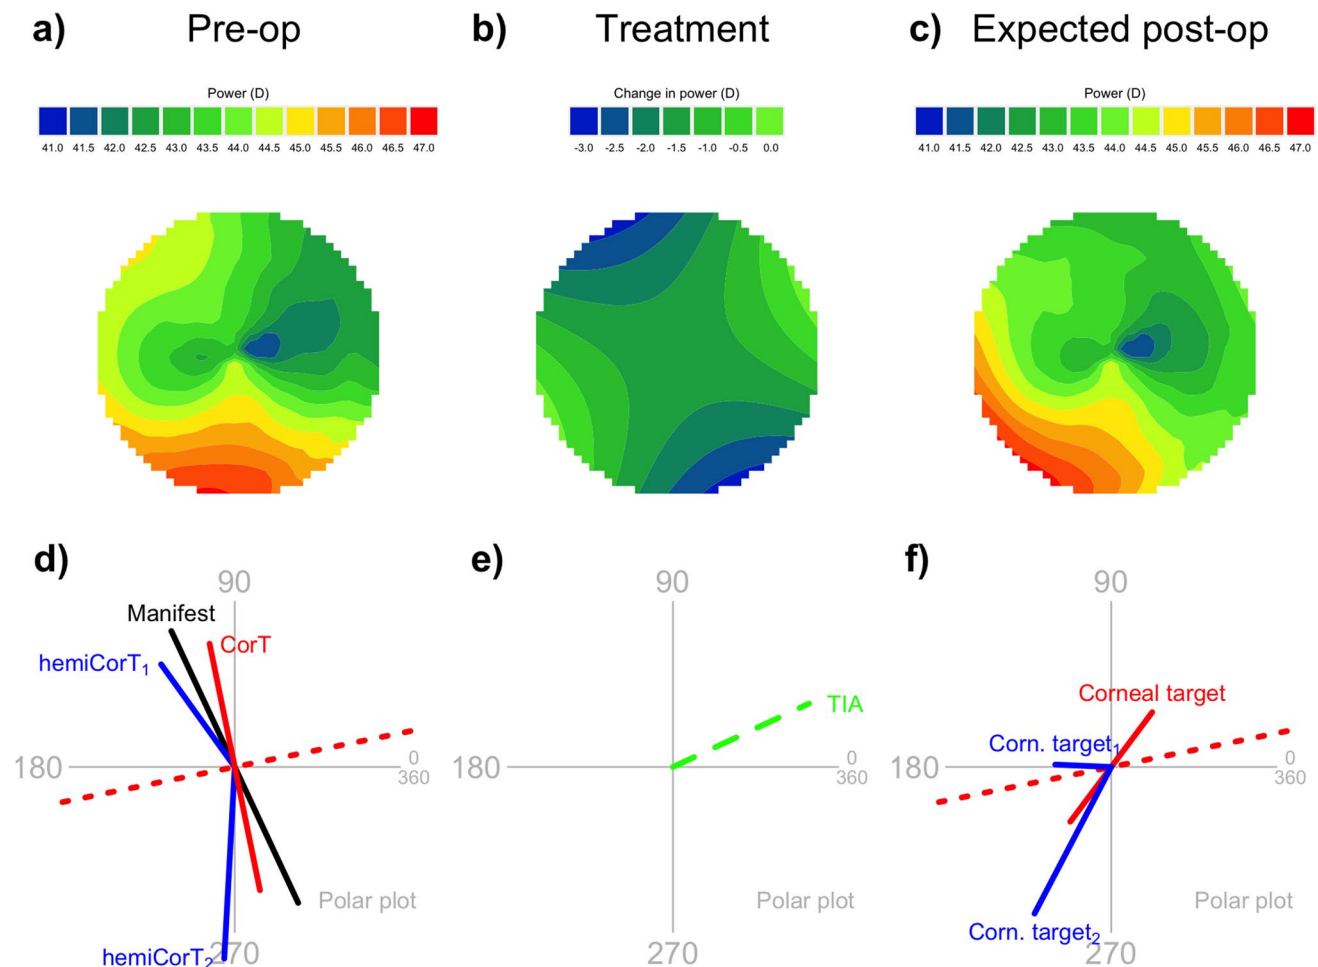 a) Pre-op
b) Treatment
c) Expected post-op
Power (D)
41.0 41.5 42.0 42.5 43.0 43.5 44.0 44.5 45.0 45.5 46.0 46.5 47.0
Change in power (D)
-3.0 -2.5 -2.0 -1.5 -1.0 -0.5 0.0
Power (D)
41.0 41.5 42.0 42.5 43.0 43.5 44.0 44.5 45.0 45.5 46.0 46.5 47.0
d)
90
Manifest
CorT
hemiCorT1
180
0
360
Polar plot
hemiCorT2
270
e)
90
TIA
180
0
360
Polar plot
270
f)
90
Corneal target
Corn. target1
180
0
360
Polar plot
Corn. target2
270